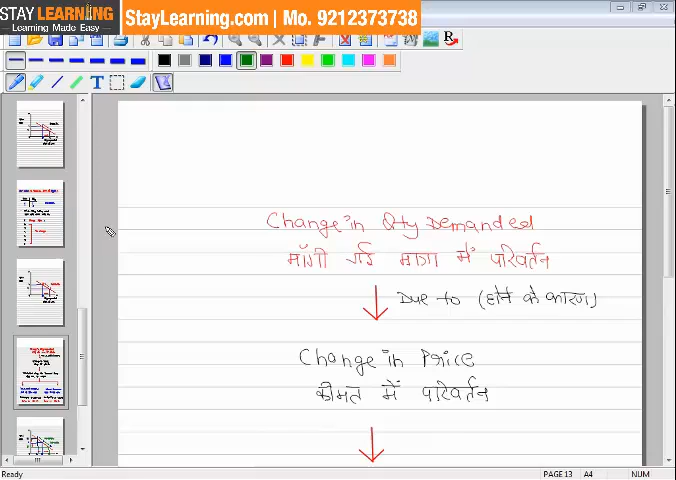 STAY LEARNING
Learning Made Easy
StayLearning.com | Mo. 9212373738
Change in Qty Demanded
माँगी गई मात्रा में परिवर्तन
Due to (होने के कारण)
Change in Price
कीमत में परिवर्तन
Ready
PAGE 13 A4 NUM